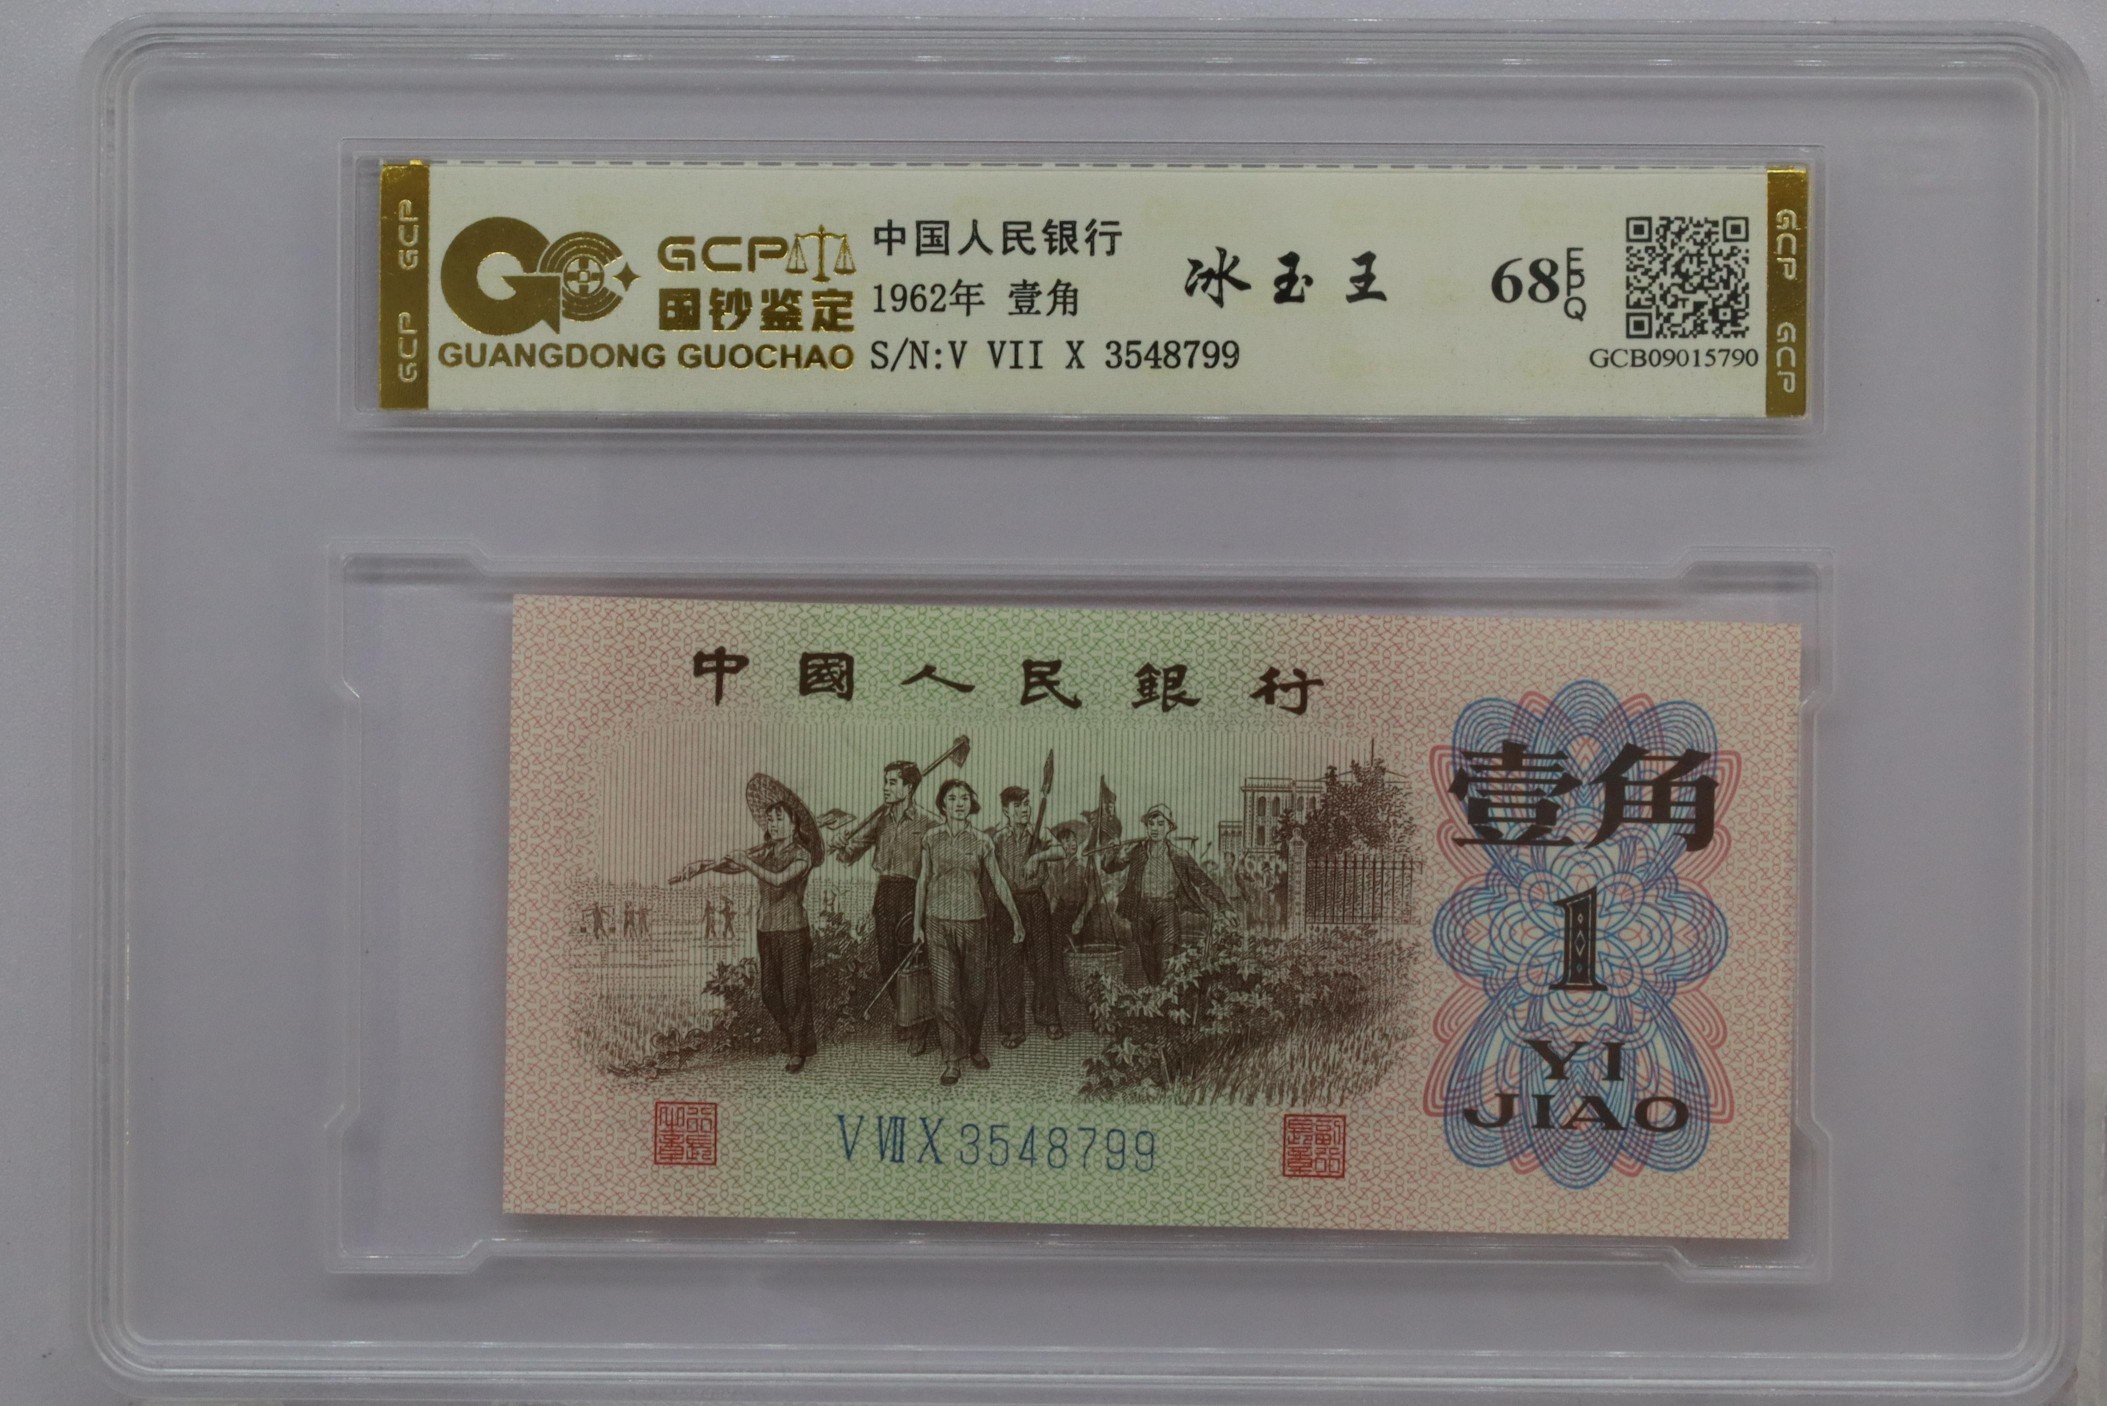 GCP GCP
GCP
国钞鉴定
GUANGDONG GUOCHAO
中国人民银行
1962年 壹角
S/N:V VII X 3548799
冰玉王
68 EPQ
GCB09015790
GCP GCP
中國人民銀行
壹角
1
YI
JIAO
V VII X 3548799